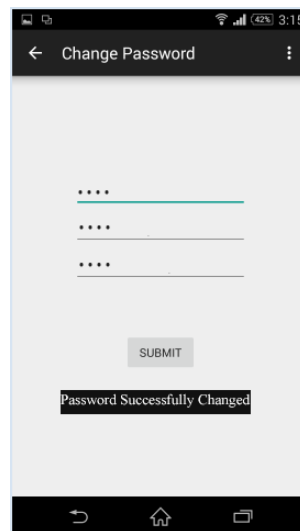 42% 3:15
Change Password
••••
••••
••••
SUBMIT
Password Successfully Changed